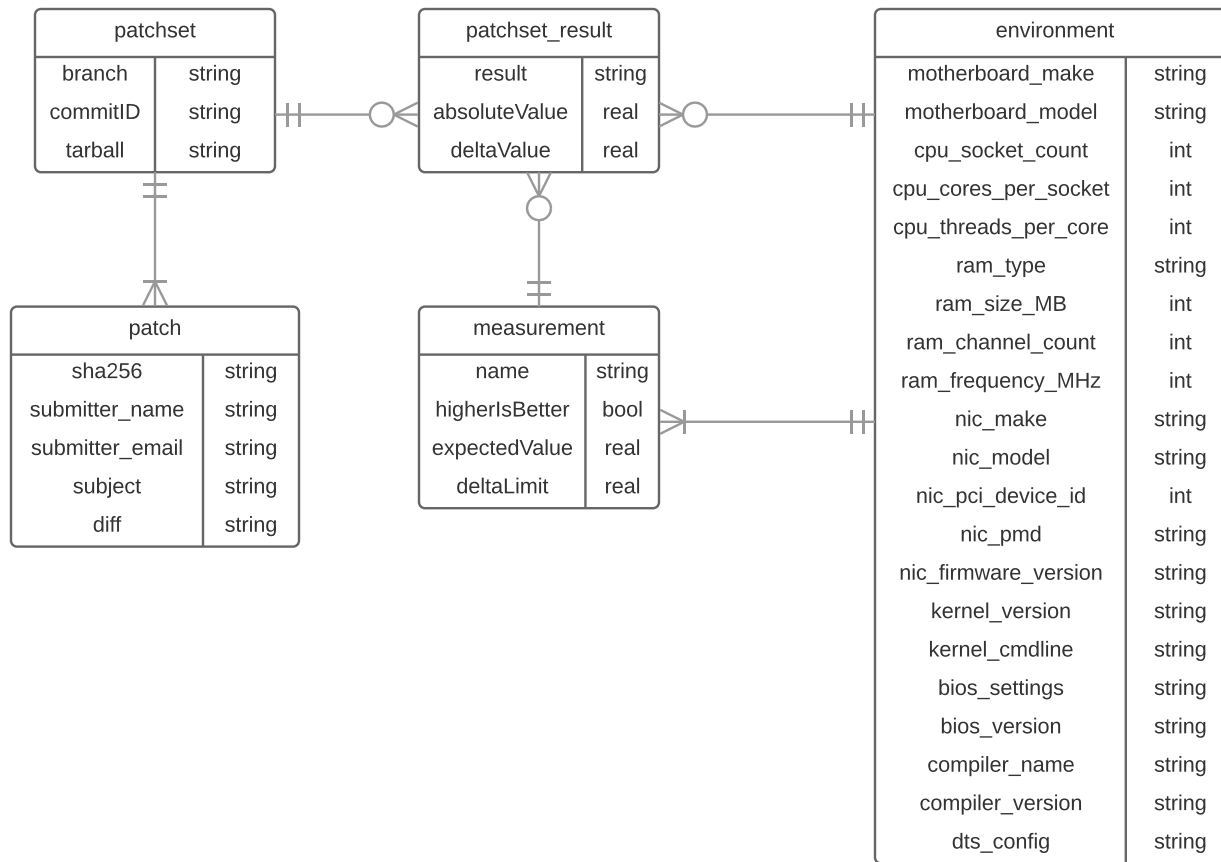 patchset
branch string
commitID string
tarball string
patchset_result
result string
absoluteValue real
deltaValue real
environment
motherboard_make string
motherboard_model string
cpu_socket_count int
cpu_cores_per_socket int
cpu_threads_per_core int
ram_type string
ram_size_MB int
ram_channel_count int
ram_frequency_MHz int
nic_make string
nic_model string
nic_pci_device_id int
nic_pmd string
nic_firmware_version string
kernel_version string
kernel_cmdline string
bios_settings string
bios_version string
compiler_name string
compiler_version string
dts_config string
patch
sha256 string
submitter_name string
submitter_email string
subject string
diff string
measurement
name string
higherIsBetter bool
expectedValue real
deltaLimit real